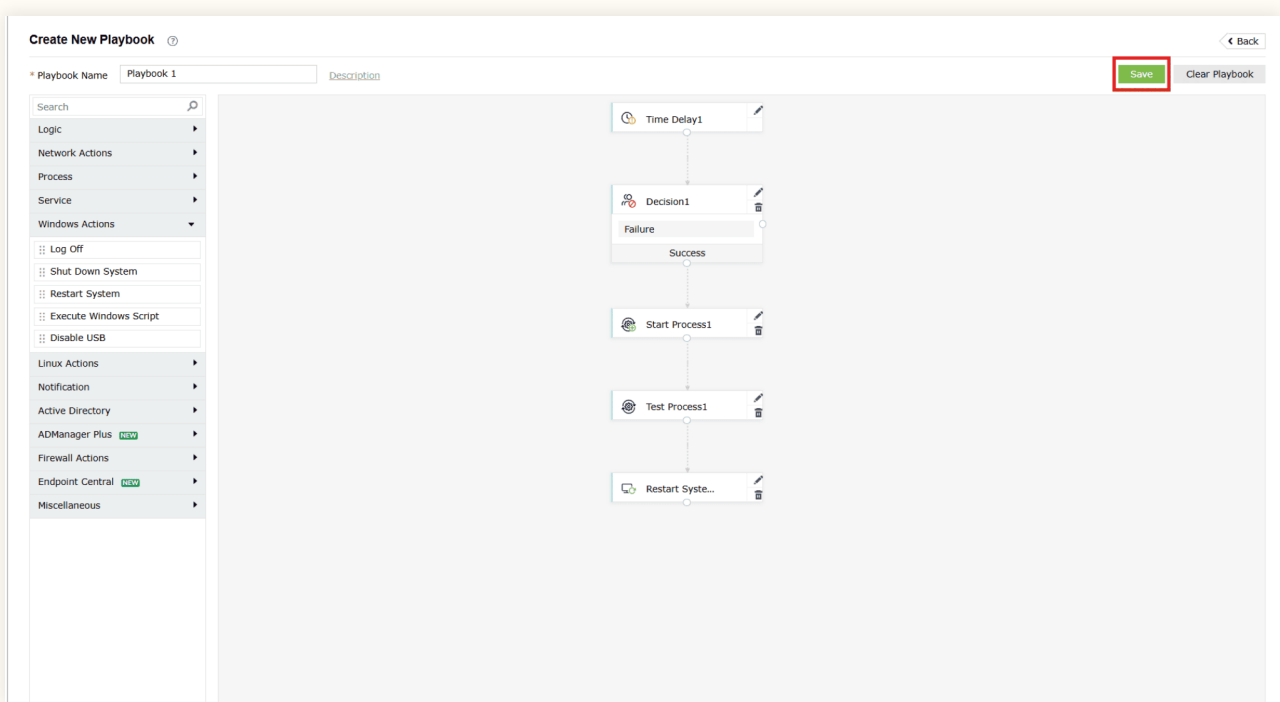 Create New Playbook ?
Back
* Playbook Name Playbook 1 Description
Save Clear Playbook
Search
Logic
Network Actions
Process
Service
Windows Actions
Log Off
Shut Down System
Restart System
Execute Windows Script
Disable USB
Linux Actions
Notification
Active Directory
ADManager Plus NEW
Firewall Actions
Endpoint Central NEW
Miscellaneous
Time Delay1
Decision1
Failure
Success
Start Process1
Test Process1
Restart Syste...